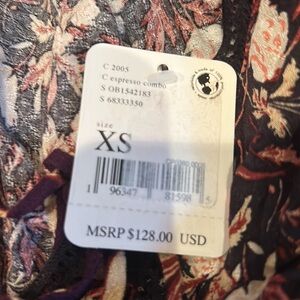 C 2005
C espresso combo
S OB1542183
S 68333350
size
XS
1 96347 81598 5
MSRP $128.00 USD